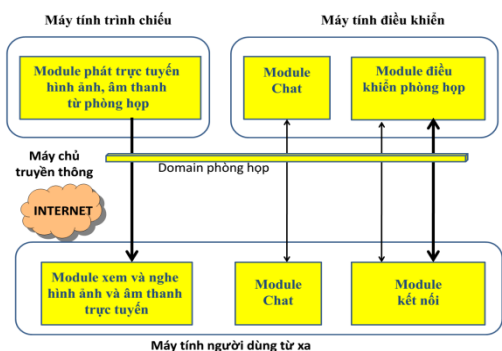 Máy tính trình chiếu
Máy tính điều khiển
Module phát trực tuyến
hình ảnh, âm thanh
từ phòng họp
Module
Chat
Module điều
khiển phòng họp
Máy chủ
truyền thông
Domain phòng họp
INTERNET
Module xem và nghe
hình ảnh và âm thanh
trực tuyến
Module
Chat
Module
kết nối
Máy tính người dùng từ xa